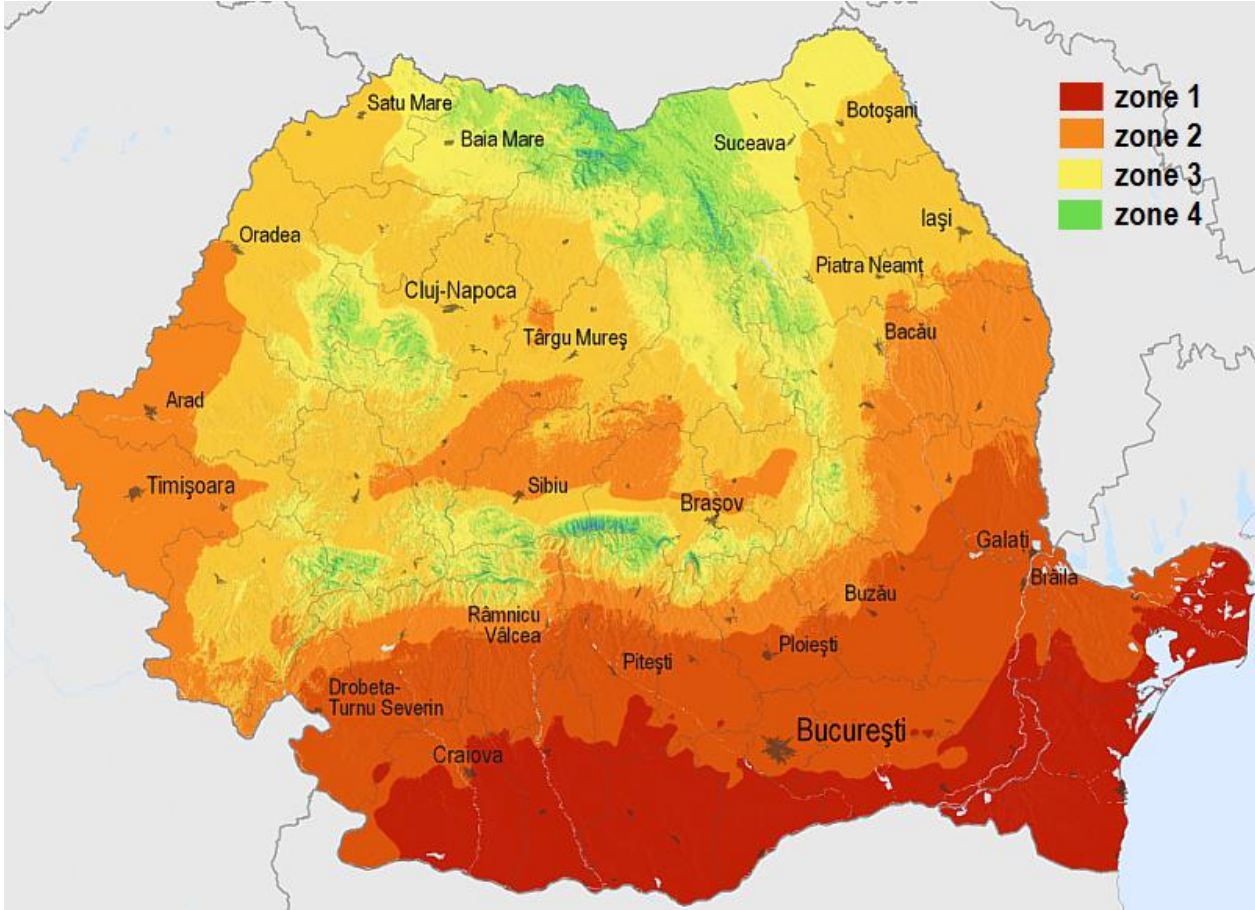 zone 1
zone 2
zone 3
zone 4
Satu Mare
Baia Mare
Suceava
Botoşani
Iaşi
Oradea
Cluj-Napoca
Piatra Neamt
Târgu Mureş
Bacău
Arad
Timişoara
Sibiu
Braşov
Galaţi
Brăila
Buzău
Râmnicu
Vâlcea
Piteşti
Ploieşti
Drobeta-
Turnu Severin
Bucureşti
Craiova